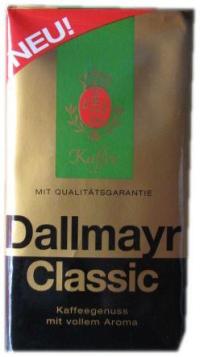 NEU!
Kaffee
MIT QUALITÄTSGARANTIE
Dallmayr
Classic
Kaffeegenuss
mit vollem Aroma